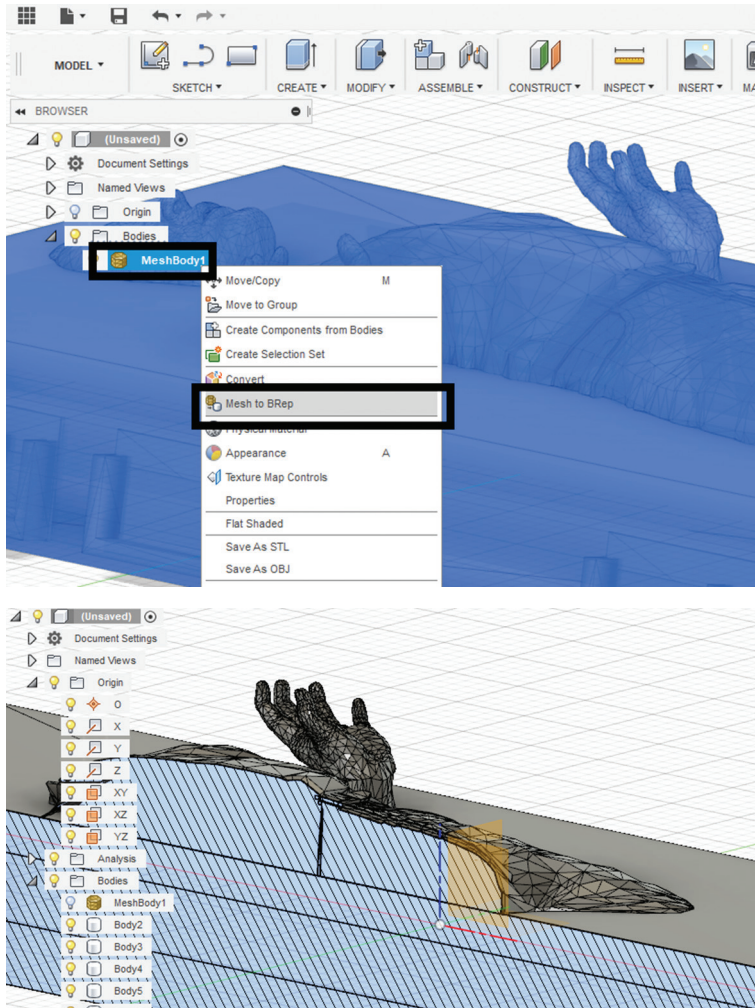 MODEL
SKETCH
CREATE
MODIFY
ASSEMBLE
CONSTRUCT
INSPECT
INSERT
BROWSER
(Unsaved)
Document Settings
Named Views
Origin
Bodies
MeshBody1
Move/Copy M
Move to Group
Create Components from Bodies
Create Selection Set
Convert
Mesh to BRep
Physical Material
Appearance A
Texture Map Controls
Properties
Flat Shaded
Save As STL
Save As OBJ
(Unsaved)
Document Settings
Named Views
Origin
O
X
Y
Z
XY
XZ
YZ
Analysis
Bodies
MeshBody1
Body2
Body3
Body4
Body5